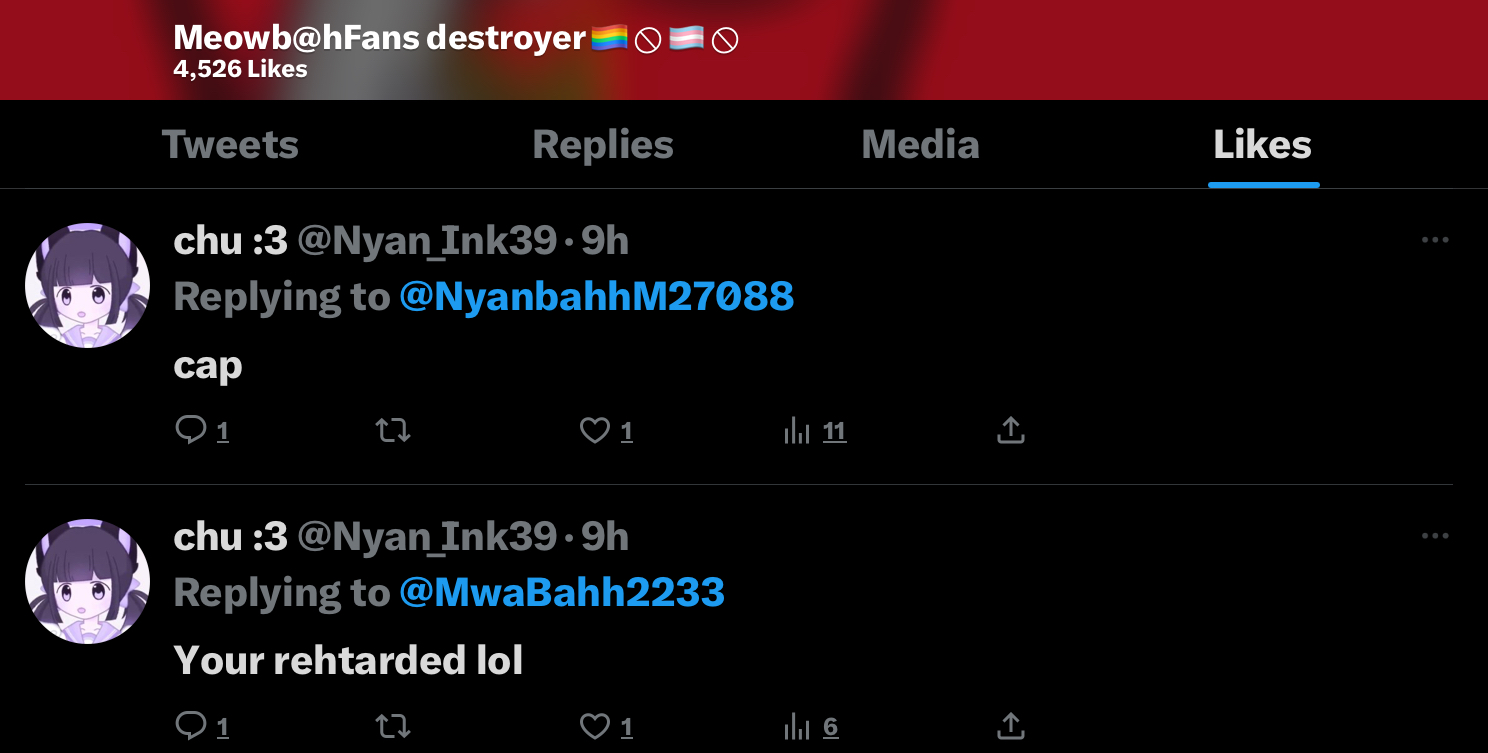 Meowb@hFans destroyer🏳️‍🌈🚫🏳️‍⚧️🚫
4,526 Likes
Tweets Replies Media Likes
chu :3 @Nyan_Ink39 · 9h
Replying to @NyanbahhM27088
cap
1 1 11
chu :3 @Nyan_Ink39 · 9h
Replying to @MwaBahh2233
Your rehtarded lol
1 1 6